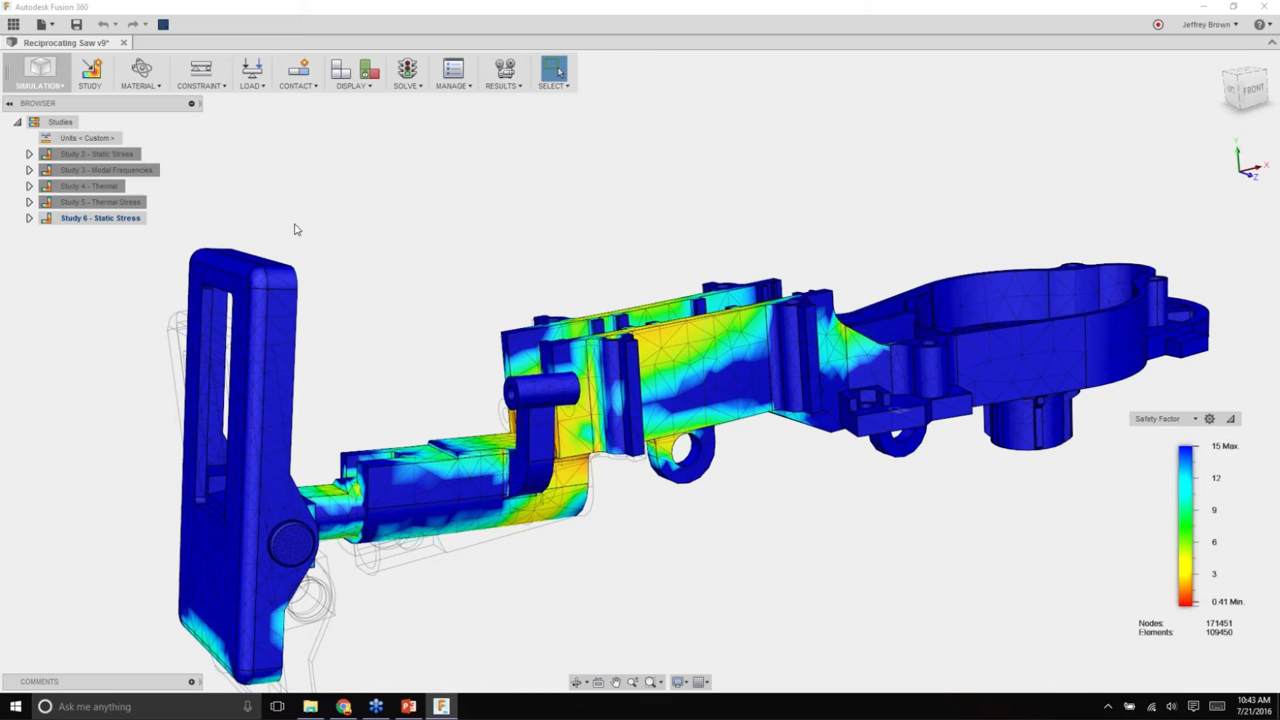 Autodesk Fusion 360
Jeffrey Brown
Reciprocating Saw v9*
SIMULATION
STUDY
MATERIAL
CONSTRAINT
LOAD
CONTACT
DISPLAY
SOLVE
MANAGE
RESULTS
SELECT
BROWSER
FRONT
Studies
Units < Custom >
Study 2 - Static Stress
Study 3 - Modal Frequencies
Study 4 - Thermal
Study 5 - Thermal Stress
Study 6 - Static Stress
Y
X
Z
Safety Factor
15 Max.
12
9
6
3
0.41 Min.
Nodes: 171451
Elements: 109450
COMMENTS
Ask me anything
10:43 AM
7/21/2016